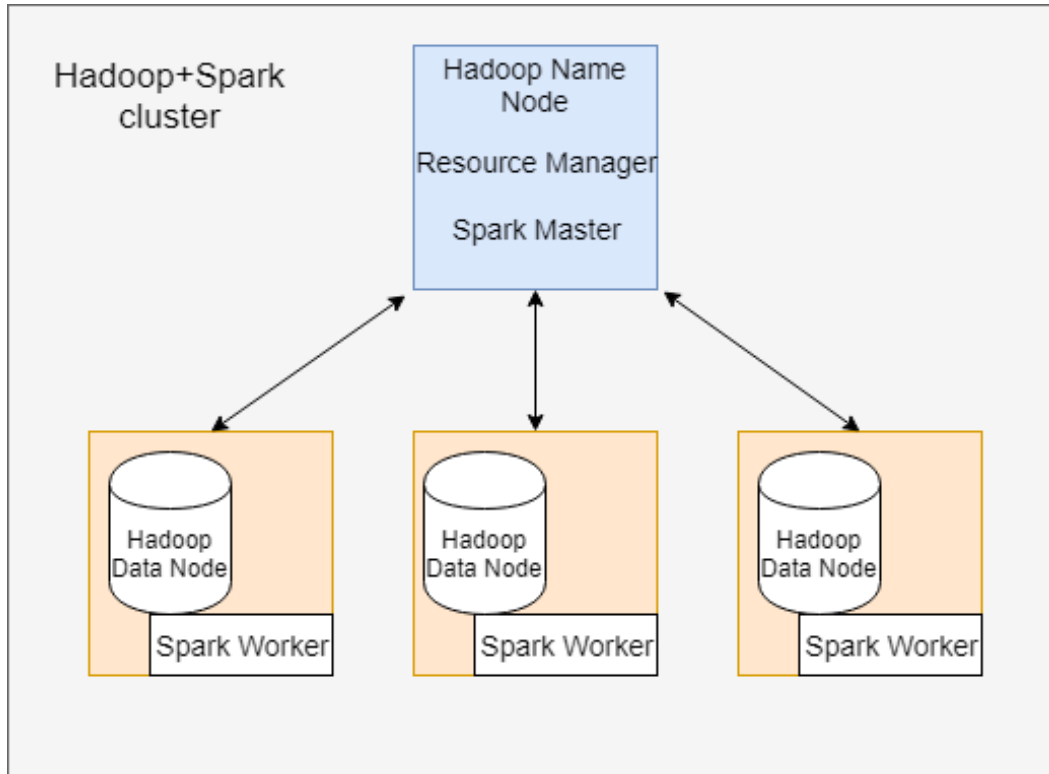 Hadoop+Spark
cluster
Hadoop Name
Node
Resource Manager
Spark Master
Hadoop
Data Node
Spark Worker
Hadoop
Data Node
Spark Worker
Hadoop
Data Node
Spark Worker